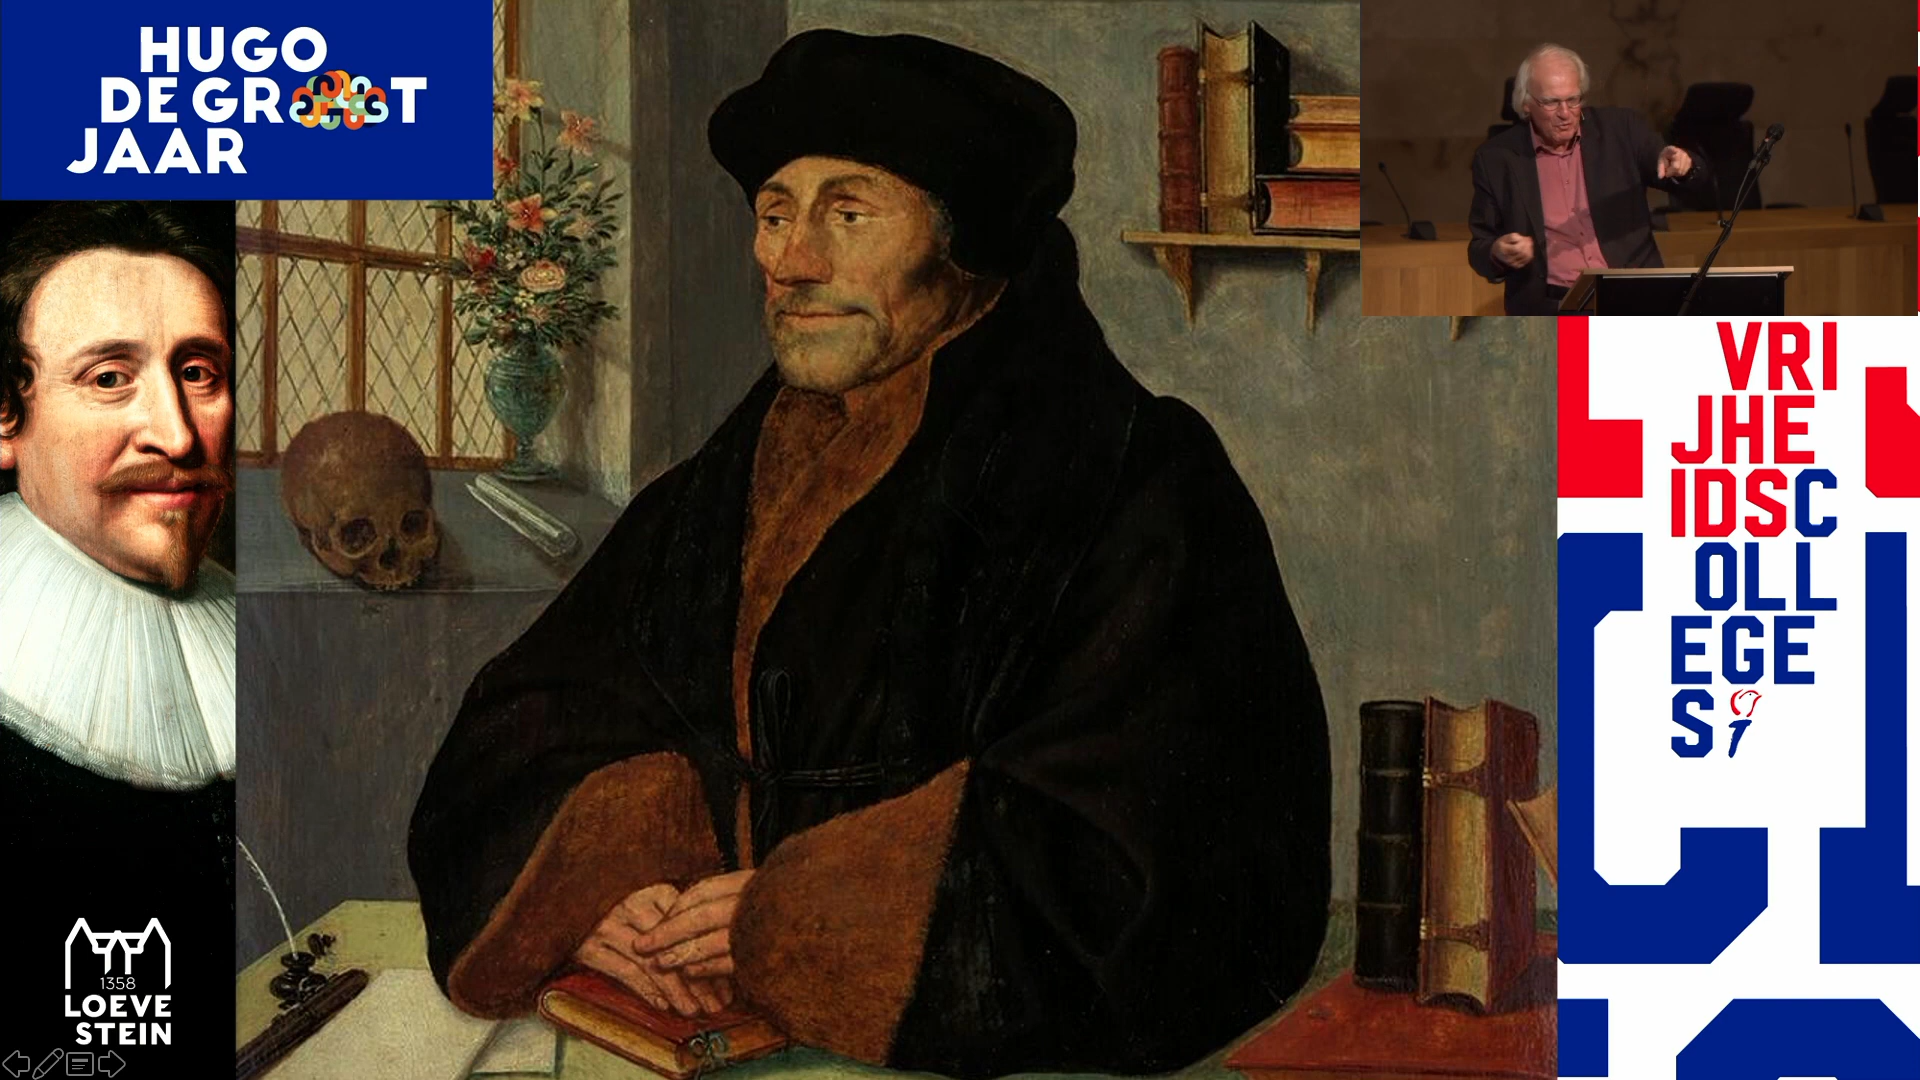 HUGO
DE GROOT
JAAR
VRI
JHE
IDSC
OLL
EGE
S
1358
LOEVE
STEIN